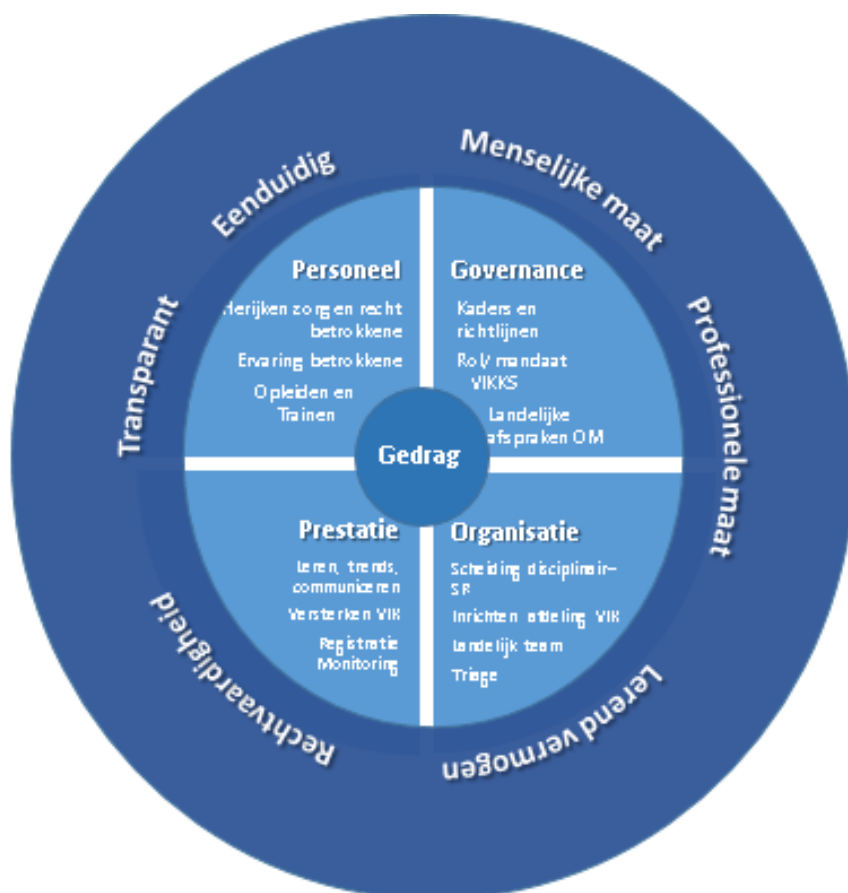 Eenduidig
Menselijke maat
Transparant
Professionele maat
Rechtvaardigheid
Lerend vermogen
Personeel
Herijken zorg en recht
betrokkene
Ervaring betrokkene
Opleiden en
Trainen
Governance
Kaders en
richtlijnen
Rol/ mandaat
VIKKS
Landelijke
afspraken OM
Gedrag
Prestatie
Leren, trends,
communiceren
Versterken VIK
Registratie
Monitoring
Organisatie
Scheiding disciplinair–
SR
Inrichten afdeling VIK
Landelijk team
Triage